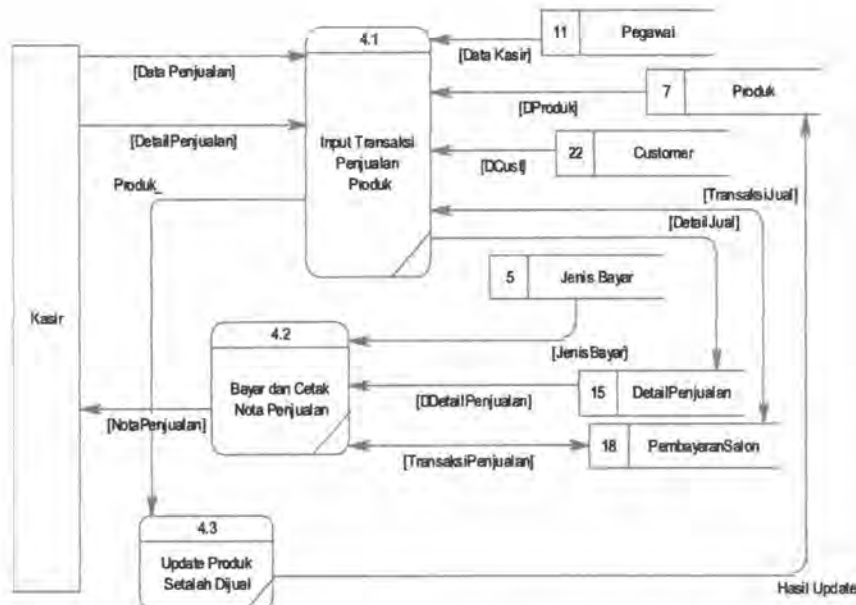 4.1
11
Pegawai
[Data Kasir]
[Data Penjualan]
7
Produk
[DProduk]
[DetailPenjualan]
Input Transaksi
Penjualan
Produk
22
Customer
[DCust]
Produk_
[TransaksiJual]
[DetailJual]
5
Jenis Bayar
Kasir
4.2
[JenisBayar]
Bayar dan Cetak
Nota Penjualan
15
DetailPenjualan
[DDetailPenjualan]
[NotaPenjualan]
18
PembayaranSalon
[TransaksiPenjualan]
4.3
Update Produk
Setalah Dijual
Hasil Update